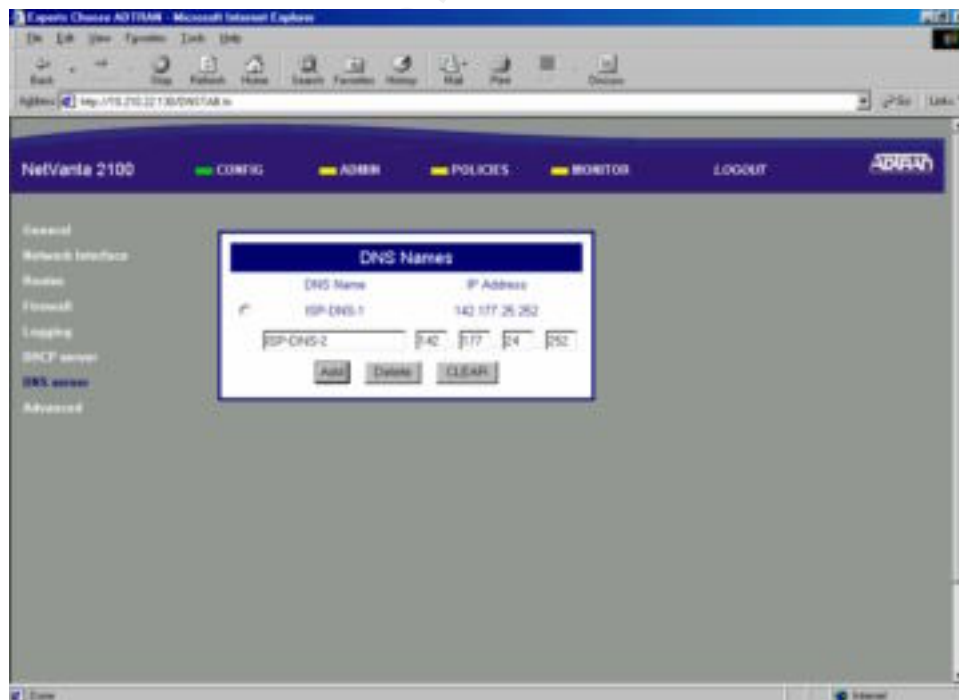 Experts Choose ADTRAN - Microsoft Internet Explorer
File Edit View Favorites Tools Help
Back Stop Refresh Home Search Favorites History Mail Print Discuss
Address Go Links
NetVanta 2100 CONFIG ADMIN POLICIES MONITOR LOGOUT ADTRAN
General
Network Interface
Routes
Firewall
Logging
DHCP server
DNS server
Advanced
DNS Names
DNS Name IP Address
ISP-DNS-1 142.177.25.252
ISP-DNS-2 142 177 24 252
Add Delete CLEAR
Done Internet